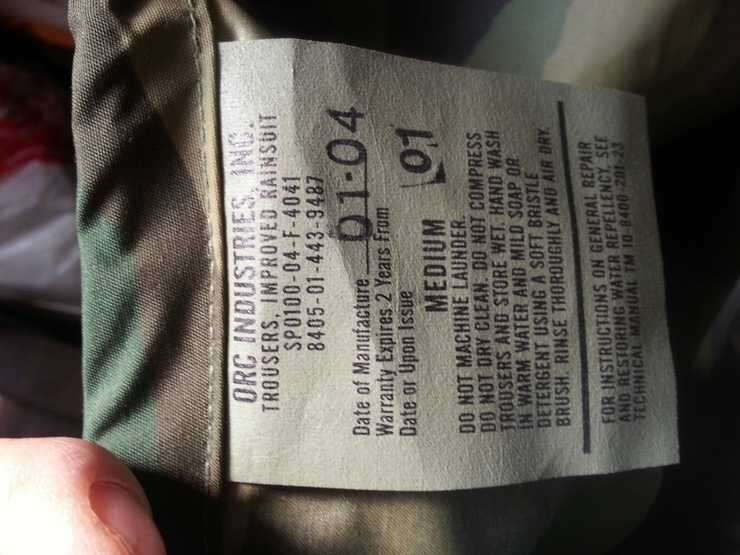 ORC INDUSTRIES, INC.
TROUSERS, IMPROVED RAINSUIT
SP0100-04-F-4041
8405-01-443-9487
Date of Manufacture 01-04
Warranty Expires 2 Years From
Date or Upon Issue
L01
MEDIUM
DO NOT MACHINE LAUNDER.
DO NOT DRY CLEAN. DO NOT COMPRESS
TROUSERS AND STORE WET. HAND WASH
IN WARM WATER AND MILD SOAP OR
DETERGENT USING A SOFT BRISTLE
BRUSH. RINSE THOROUGHLY AND AIR DRY.
FOR INSTRUCTIONS ON GENERAL REPAIR
AND RESTORING WATER REPELLENCY, SEE
TECHNICAL MANUAL TM 10-8400-201-23